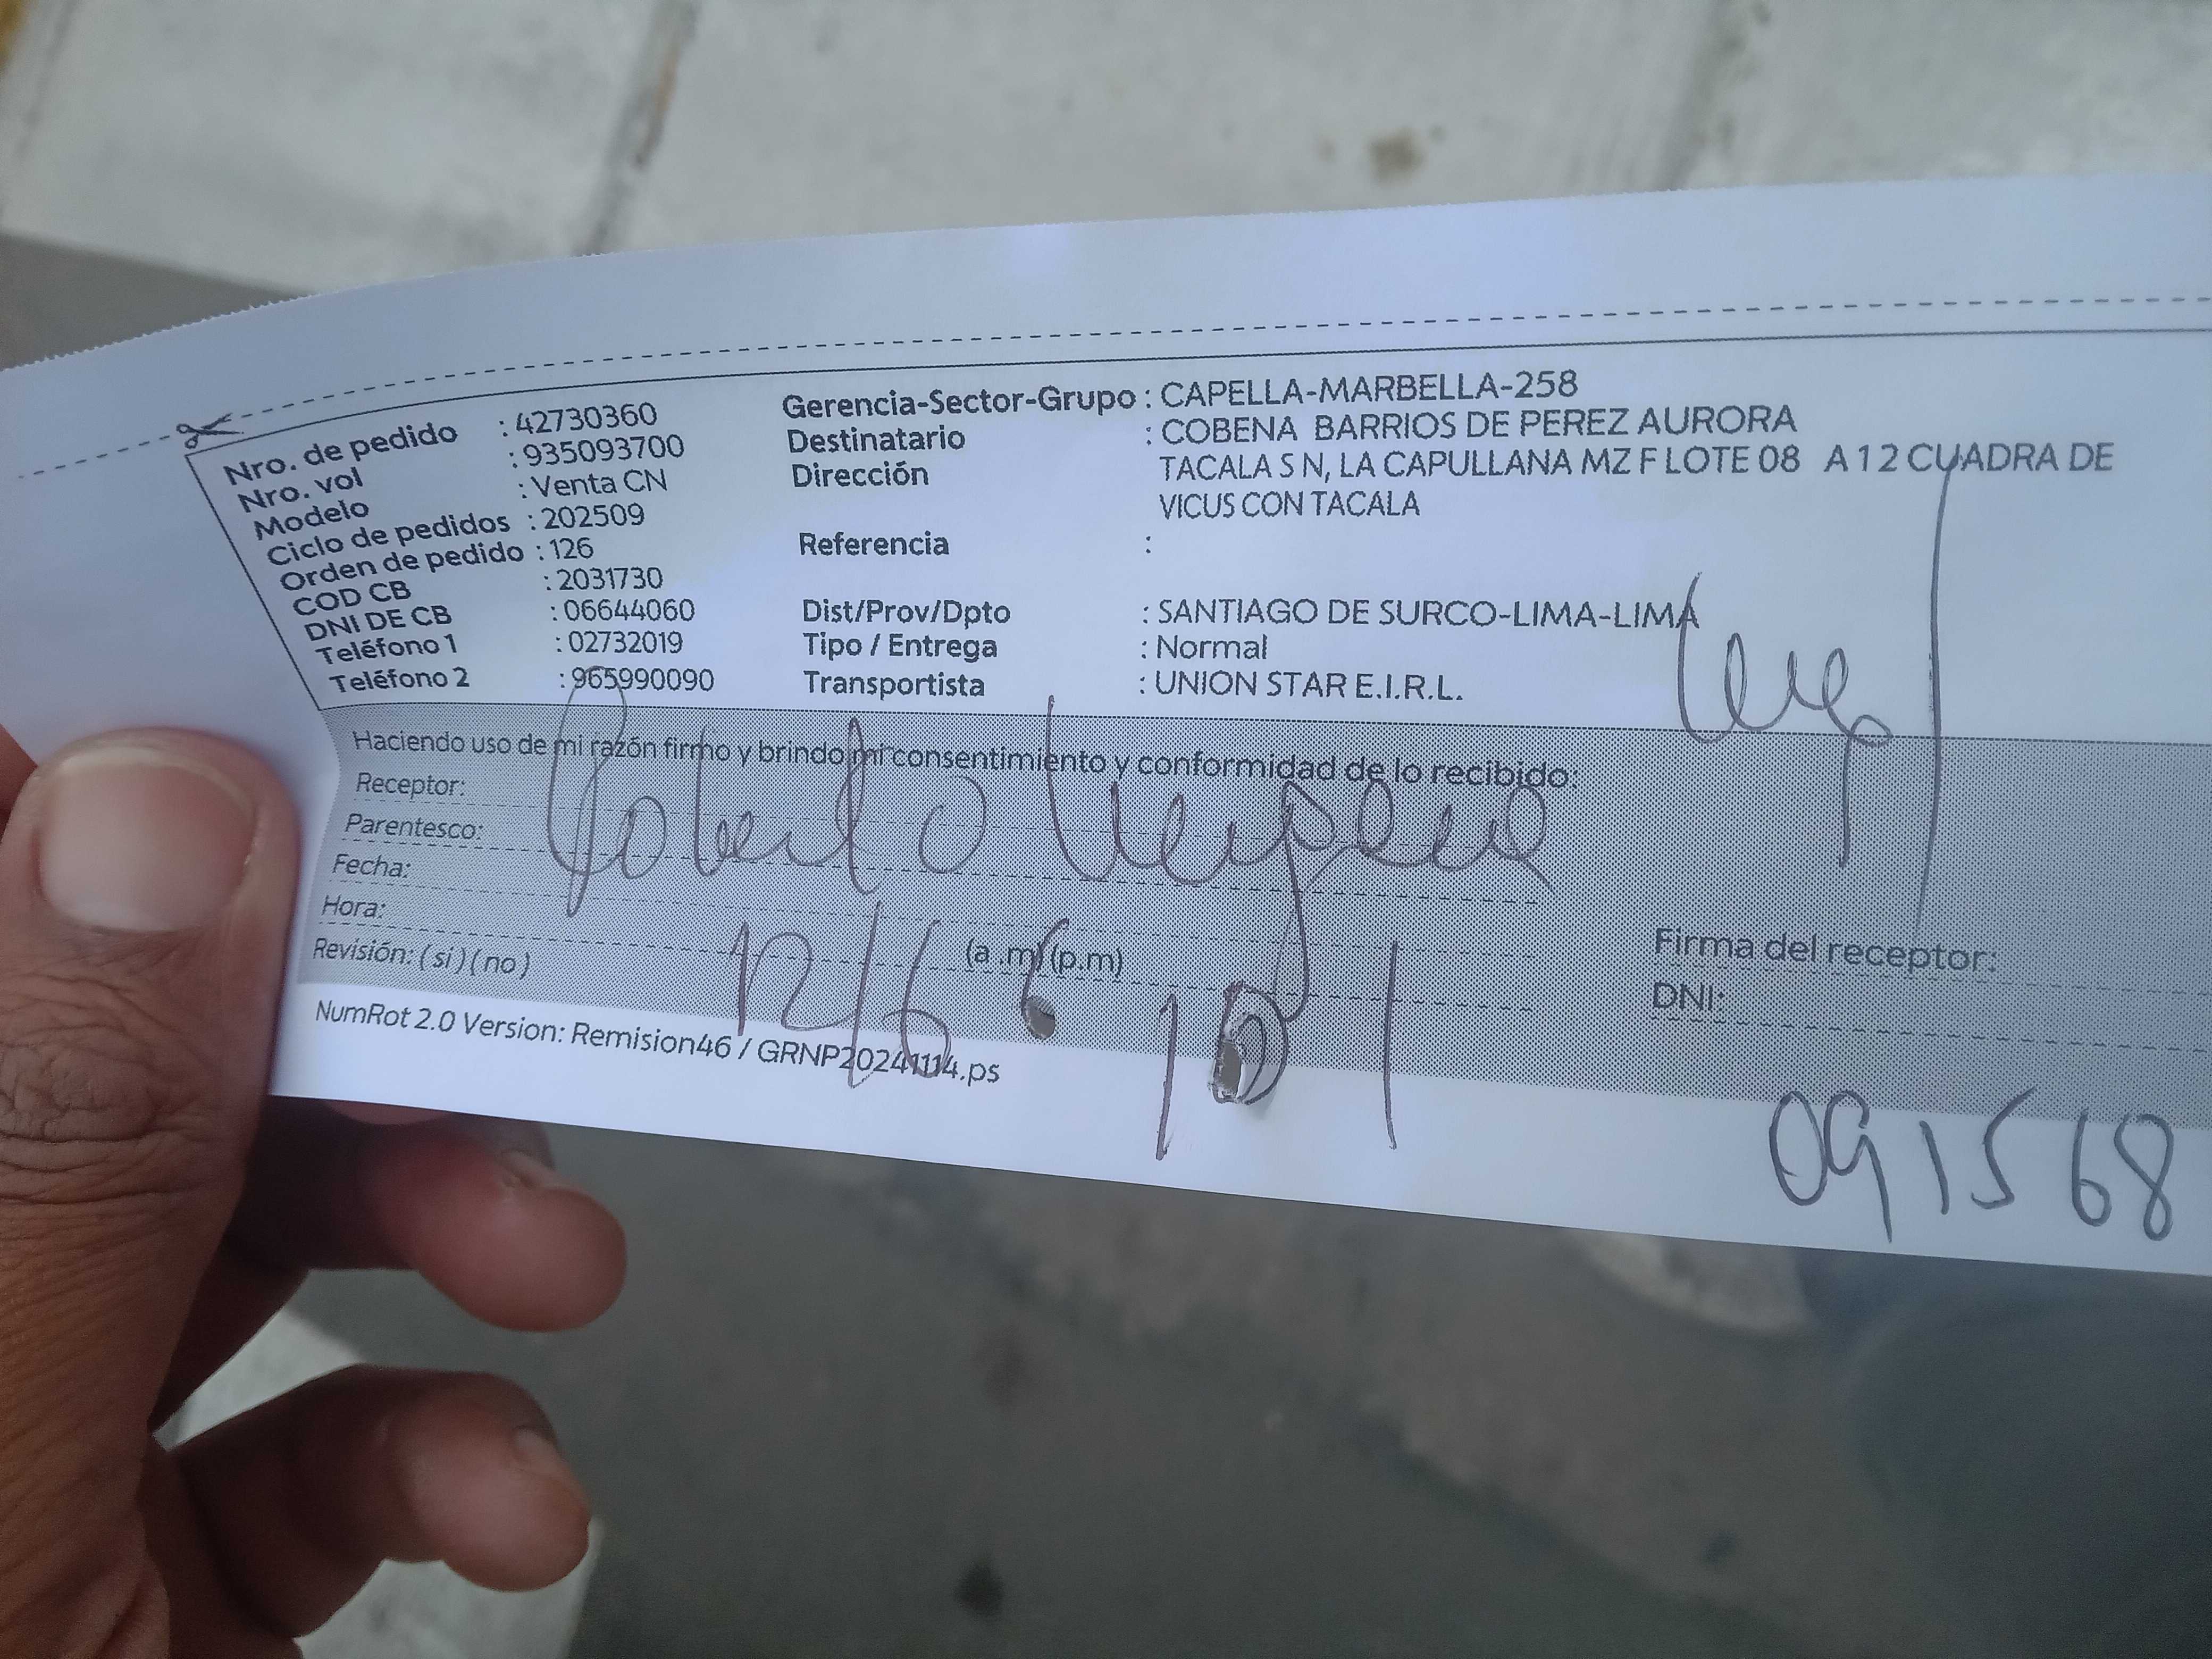 Nro. de pedido : 42730360
Nro. vol : 935093700
Modelo : Venta CN
Ciclo de pedidos : 202509
Orden de pedido : 126
COD CB : 2031730
DNI DE CB : 06644060
Teléfono 1 : 02732019
Teléfono 2 : 965990090
Gerencia-Sector-Grupo : CAPELLA-MARBELLA-258
Destinatario : COBENA BARRIOS DE PEREZ AURORA
Dirección TACALA S N, LA CAPULLANA MZ F LOTE 08 A 12 CUADRA DE
VICUS CON TACALA
Referencia :
Dist/Prov/Dpto : SANTIAGO DE SURCO-LIMA-LIMA
Tipo / Entrega : Normal
Transportista : UNION STAR E.I.R.L.
Haciendo uso de mi razón firmo y brindo mi consentimiento y conformidad de lo recibido:
Receptor:
Parentesco:
Fecha:
Hora: (a .m) (p.m)
Revisión: ( si ) ( no )
12/6
Firma del receptor:
DNI:
091568
NumRot 2.0 Version: Remision46 / GRNP20241114.ps